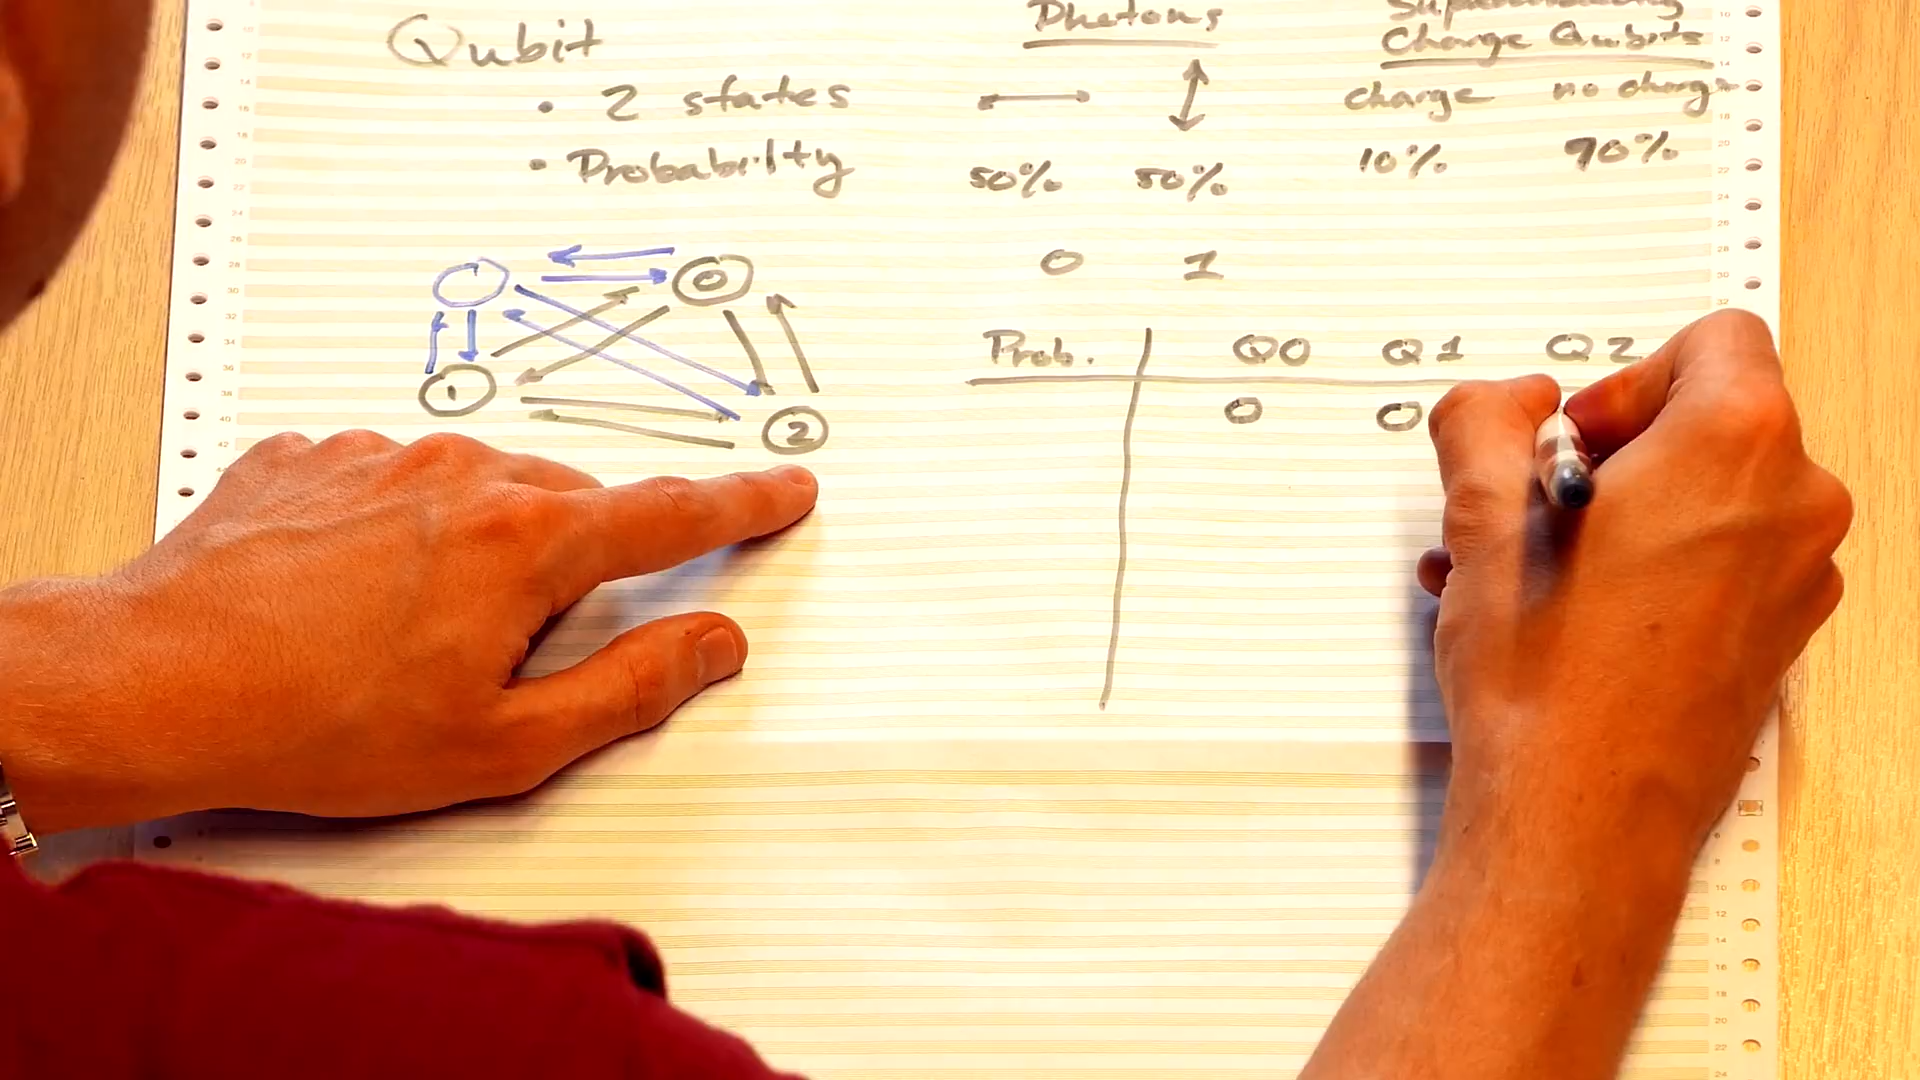 Qubit
• 2 states
• Probability
Photons
50% 50%
0 1
Charge Qubits
charge no charge
10% 90%
0
1
2
Prob. Q0 Q1 Q2
0 0